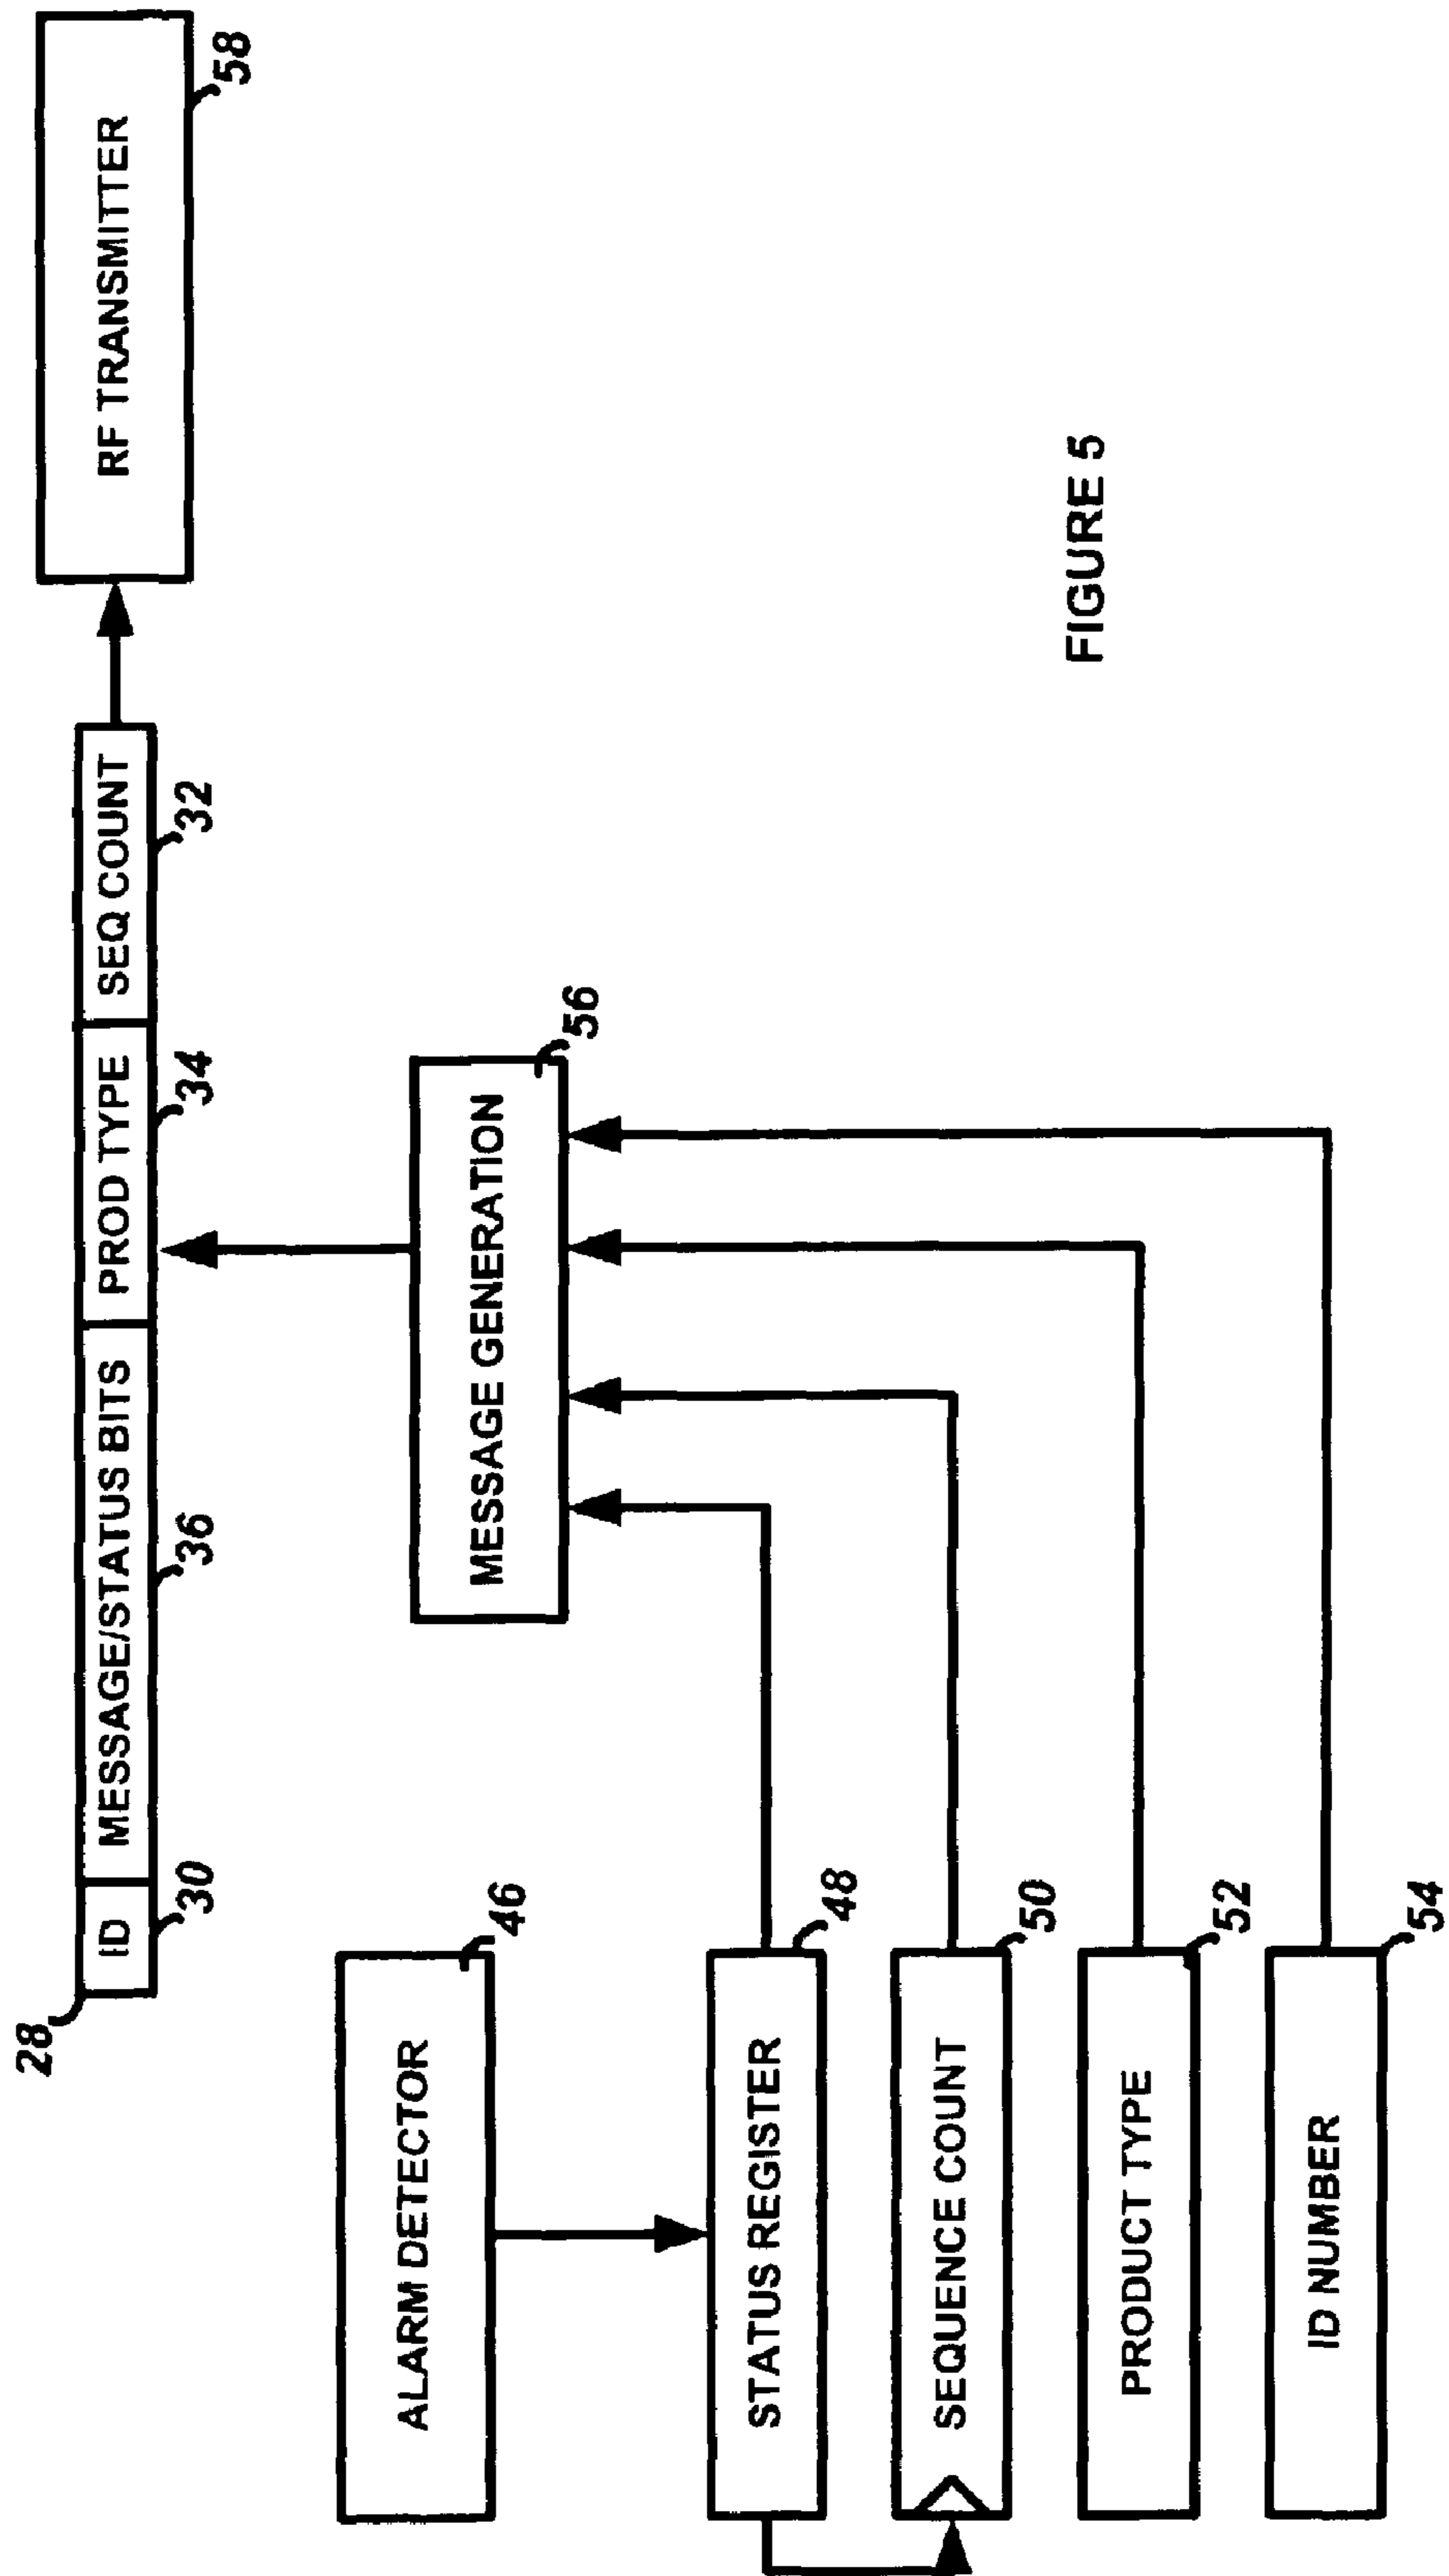 28
ID
MESSAGE/STATUS BITS
PROD TYPE
SEQ COUNT
RF TRANSMITTER
30
36
34
32
58
ALARM DETECTOR
46
MESSAGE GENERATION
56
STATUS REGISTER
48
SEQUENCE COUNT
50
PRODUCT TYPE
52
ID NUMBER
54
FIGURE 5